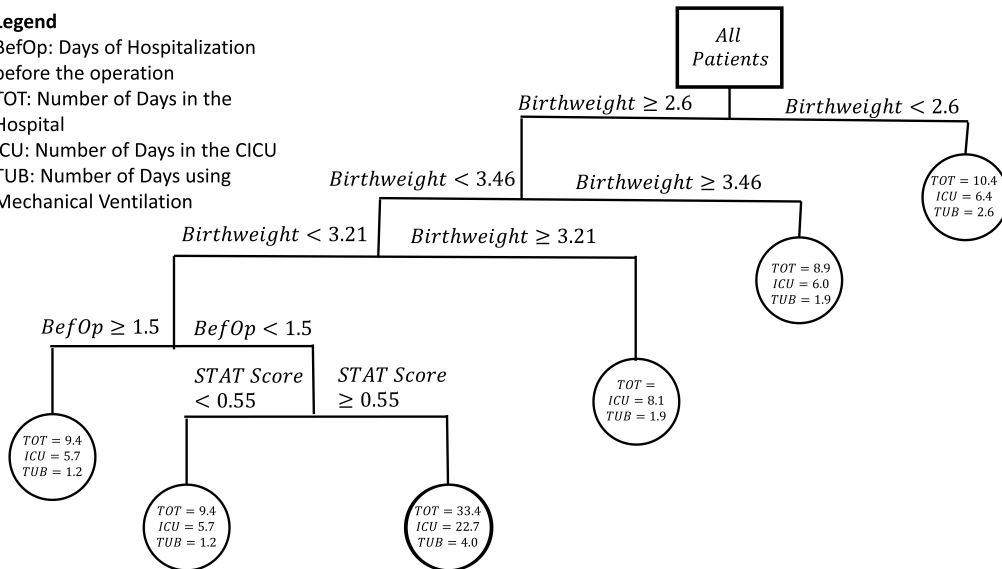 Legend
BefOp: Days of Hospitalization
before the operation
TOT: Number of Days in the
Hospital
ICU: Number of Days in the CICU
TUB: Number of Days using
Mechanical Ventilation
All
Patients
Birthweight ≥ 2.6
Birthweight < 2.6
TOT = 10.4
ICU = 6.4
TUB = 2.6
Birthweight < 3.46
Birthweight ≥ 3.46
TOT = 8.9
ICU = 6.0
TUB = 1.9
Birthweight < 3.21
Birthweight ≥ 3.21
TOT =
ICU = 8.1
TUB = 1.9
BefOp ≥ 1.5
BefOp < 1.5
TOT = 9.4
ICU = 5.7
TUB = 1.2
STAT Score
< 0.55
STAT Score
≥ 0.55
TOT = 9.4
ICU = 5.7
TUB = 1.2
TOT = 33.4
ICU = 22.7
TUB = 4.0